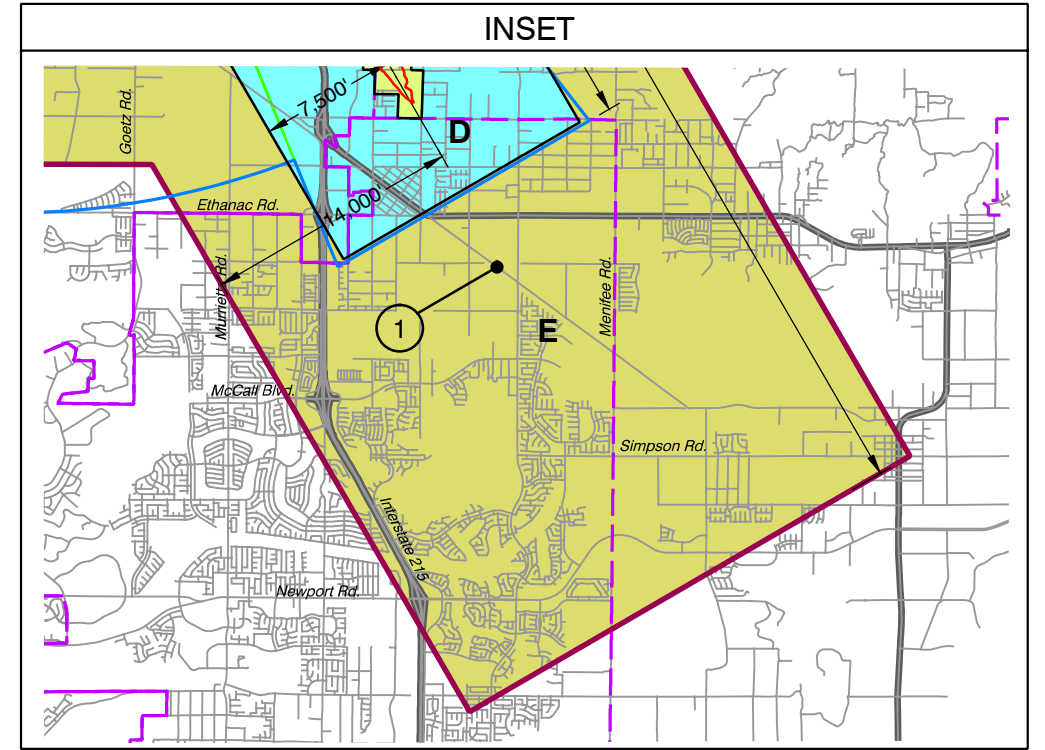 INSET
Goetz Rd.
7,500'
D
Ethanac Rd.
14,000'
Murrieta Rd.
Menifee Rd.
1
E
McCall Blvd.
Simpson Rd.
Interstate 215
Newport Rd.